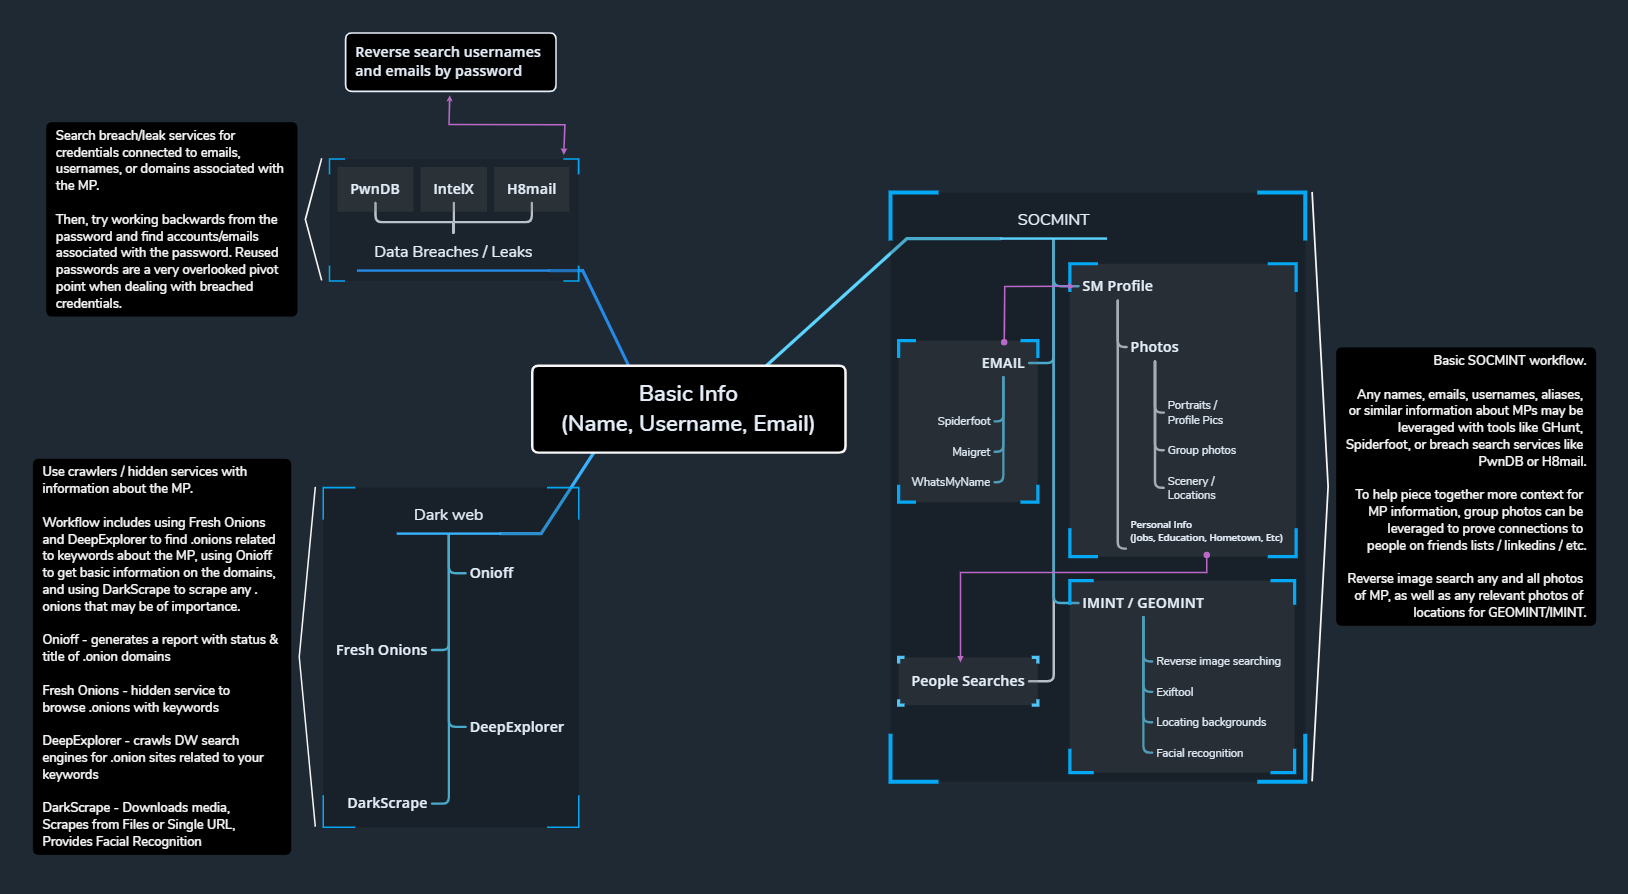 Reverse search usernames
and emails by password
Search breach/leak services for
credentials connected to emails,
usernames, or domains associated with
the MP.
Then, try working backwards from the
password and find accounts/emails
associated with the password. Reused
passwords are a very overlooked pivot
point when dealing with breached
credentials.
PwnDB
IntelX
H8mail
Data Breaches / Leaks
Basic Info
(Name, Username, Email)
Use crawlers / hidden services with
information about the MP.
Workflow includes using Fresh Onions
and DeepExplorer to find .onions related
to keywords about the MP, using Onioff
to get basic information on the domains,
and using DarkScrape to scrape any .
onions that may be of importance.
Onioff - generates a report with status &
title of .onion domains
Fresh Onions - hidden service to
browse .onions with keywords
DeepExplorer - crawls DW search
engines for .onion sites related to your
keywords
DarkScrape - Downloads media,
Scrapes from Files or Single URL,
Provides Facial Recognition
Dark web
Onioff
Fresh Onions
DeepExplorer
DarkScrape
SOCMINT
SM Profile
Photos
Portraits /
Profile Pics
Group photos
Scenery /
Locations
Personal Info
(Jobs, Education, Hometown, Etc)
EMAIL
Spiderfoot
Maigret
WhatsMyName
IMINT / GEOMINT
Reverse image searching
Exiftool
Locating backgrounds
Facial recognition
People Searches
Basic SOCMINT workflow.
Any names, emails, usernames, aliases,
or similar information about MPs may be
leveraged with tools like GHunt,
Spiderfoot, or breach search services like
PwnDB or H8mail.
To help piece together more context for
MP information, group photos can be
leveraged to prove connections to
people on friends lists / linkedins / etc.
Reverse image search any and all photos
of MP, as well as any relevant photos of
locations for GEOMINT/IMINT.